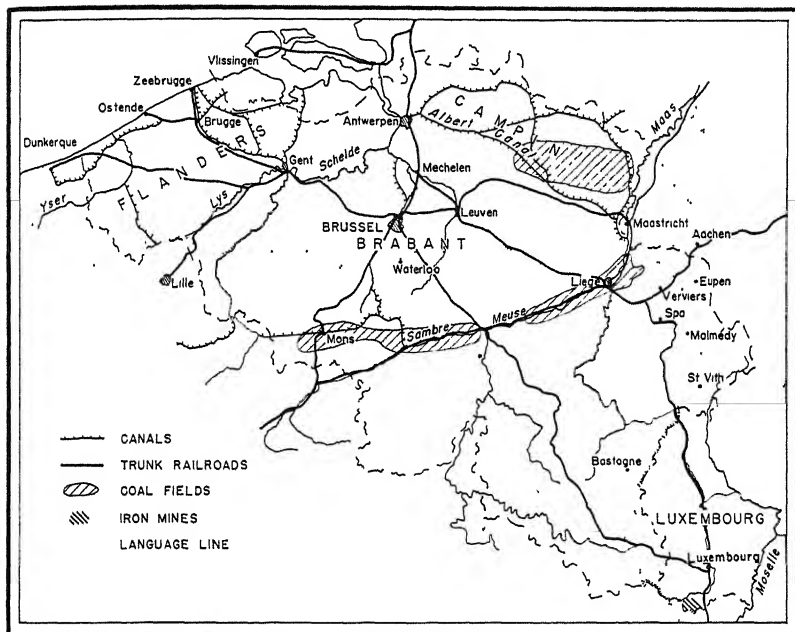 Vlissingen
Zeebrugge
Ostende
Brugge
Dunkerque
Antwerpen
CAMPIN
Albert Canal
Maas
FLANDERS
Gent
Schelde
Mechelen
Yser
Lys
BRUSSEL
Leuven
Maastricht
BRABANT
Aachen
Waterloo
Lille
Liege
Eupen
Verviers
Meuse
Spa
Sambre
Mons
Malmedy
St Vith
CANALS
TRUNK RAILROADS
COAL FIELDS
IRON MINES
LANGUAGE LINE
Bastogne
LUXEMBOURG
Luxembourg
Moselle